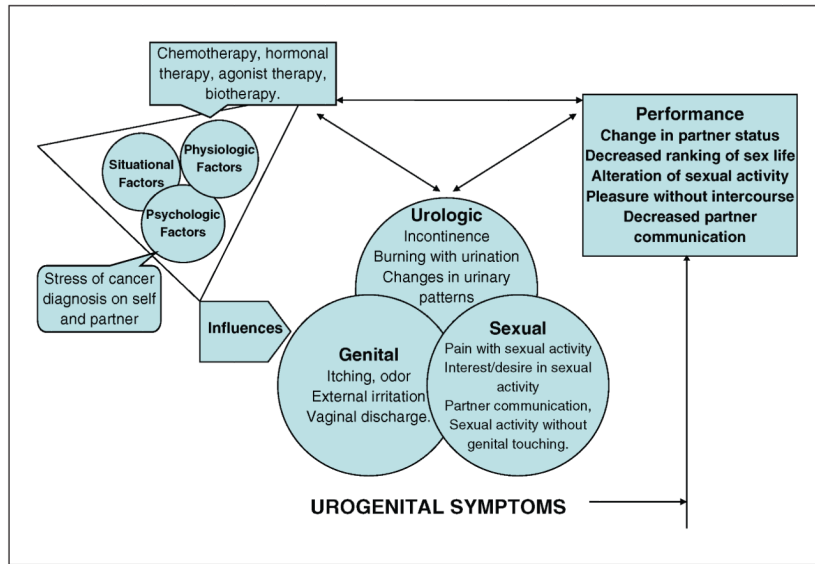 Chemotherapy, hormonal
therapy, agonist therapy,
biotherapy.
Physiologic
Factors
Situational
Factors
Psychologic
Factors
Stress of cancer
diagnosis on self
and partner
Influences
Urologic
Incontinence
Burning with urination
Changes in urinary
patterns
Genital
Itching, odor
External irritation
Vaginal discharge.
Sexual
Pain with sexual activity
Interest/desire in sexual
activity
Partner communication,
Sexual activity without
genital touching.
Performance
Change in partner status
Decreased ranking of sex life
Alteration of sexual activity
Pleasure without intercourse
Decreased partner
communication
UROGENITAL SYMPTOMS